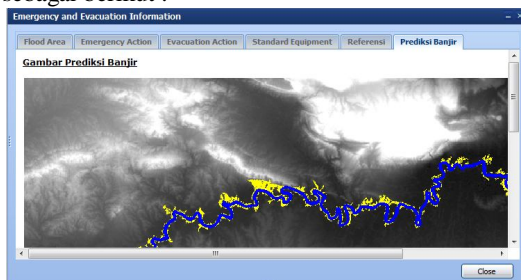 sebagai berikut :
Emergency and Evacuation Information
Flood Area Emergency Action Evacuation Action Standard Equipment Referensi Prediksi Banjir
Gambar Prediksi Banjir
Close